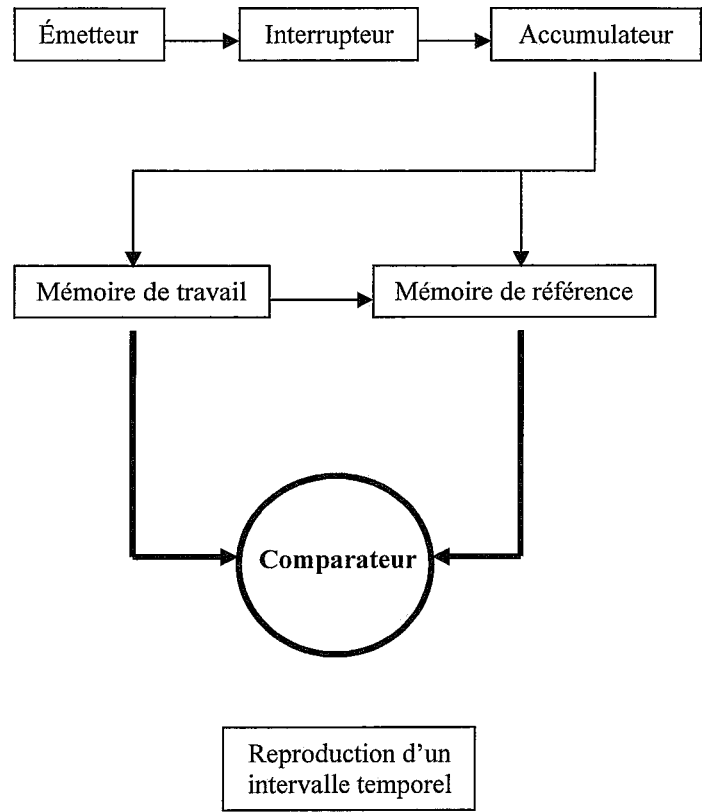 Émetteur
Interrupteur
Accumulateur
Mémoire de travail
Mémoire de référence
Comparateur
Reproduction d'un
intervalle temporel